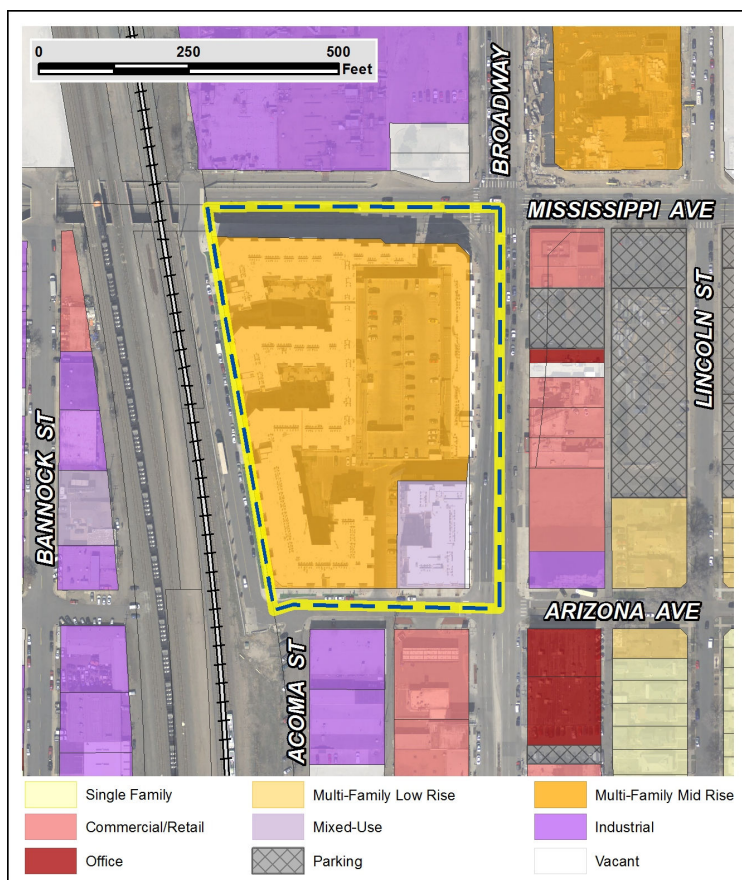 0 250 500
Feet
BROADWAY
MISSISSIPPI AVE
LINCOLN ST
BANNOCK ST
ARIZONA AVE
ACOMA ST
Single Family Multi-Family Low Rise Multi-Family Mid Rise
Commercial/Retail Mixed-Use Industrial
Office Parking Vacant